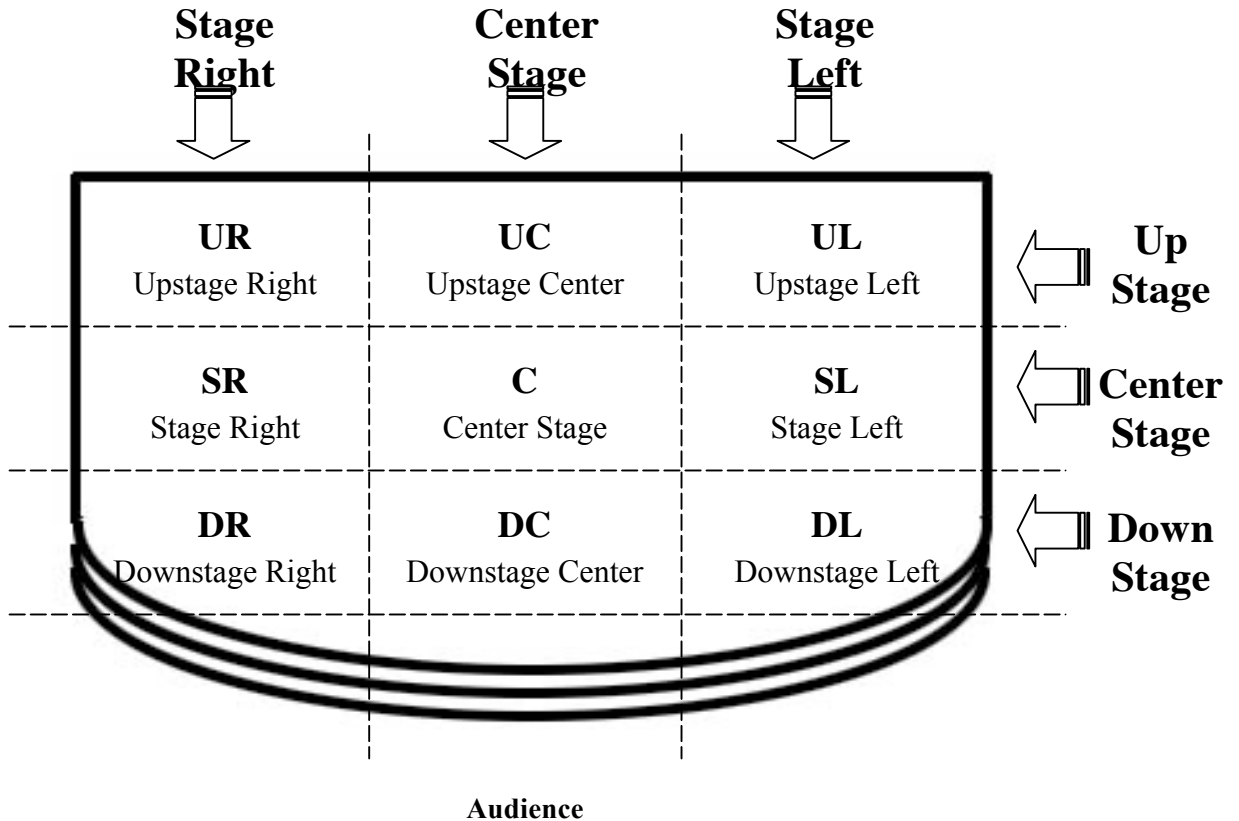 Stage Right
Center Stage
Stage Left
UR
Upstage Right
UC
Upstage Center
UL
Upstage Left
Up Stage
SR
Stage Right
C
Center Stage
SL
Stage Left
Center Stage
DR
Downstage Right
DC
Downstage Center
DL
Downstage Left
Down Stage
Audience